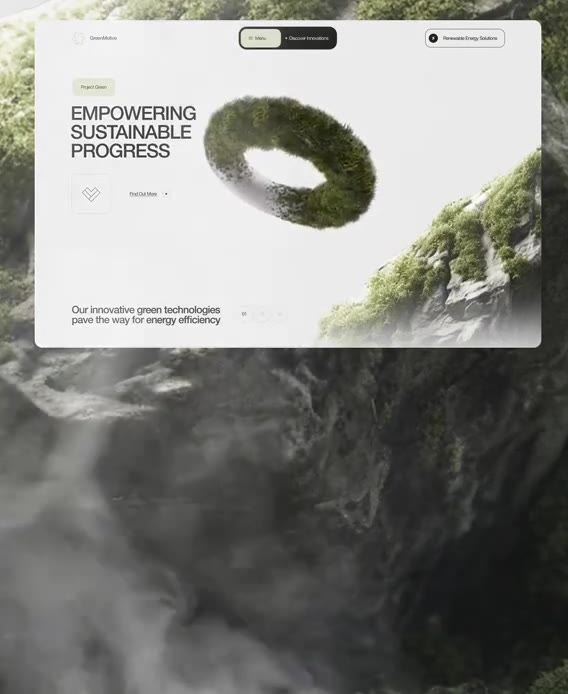 GreenMotivs
Menu
Discover Innovations
Renewable Energy Solutions
Project Green
EMPOWERING
SUSTAINABLE
PROGRESS
Find Out More
Our innovative green technologies
pave the way for energy efficiency